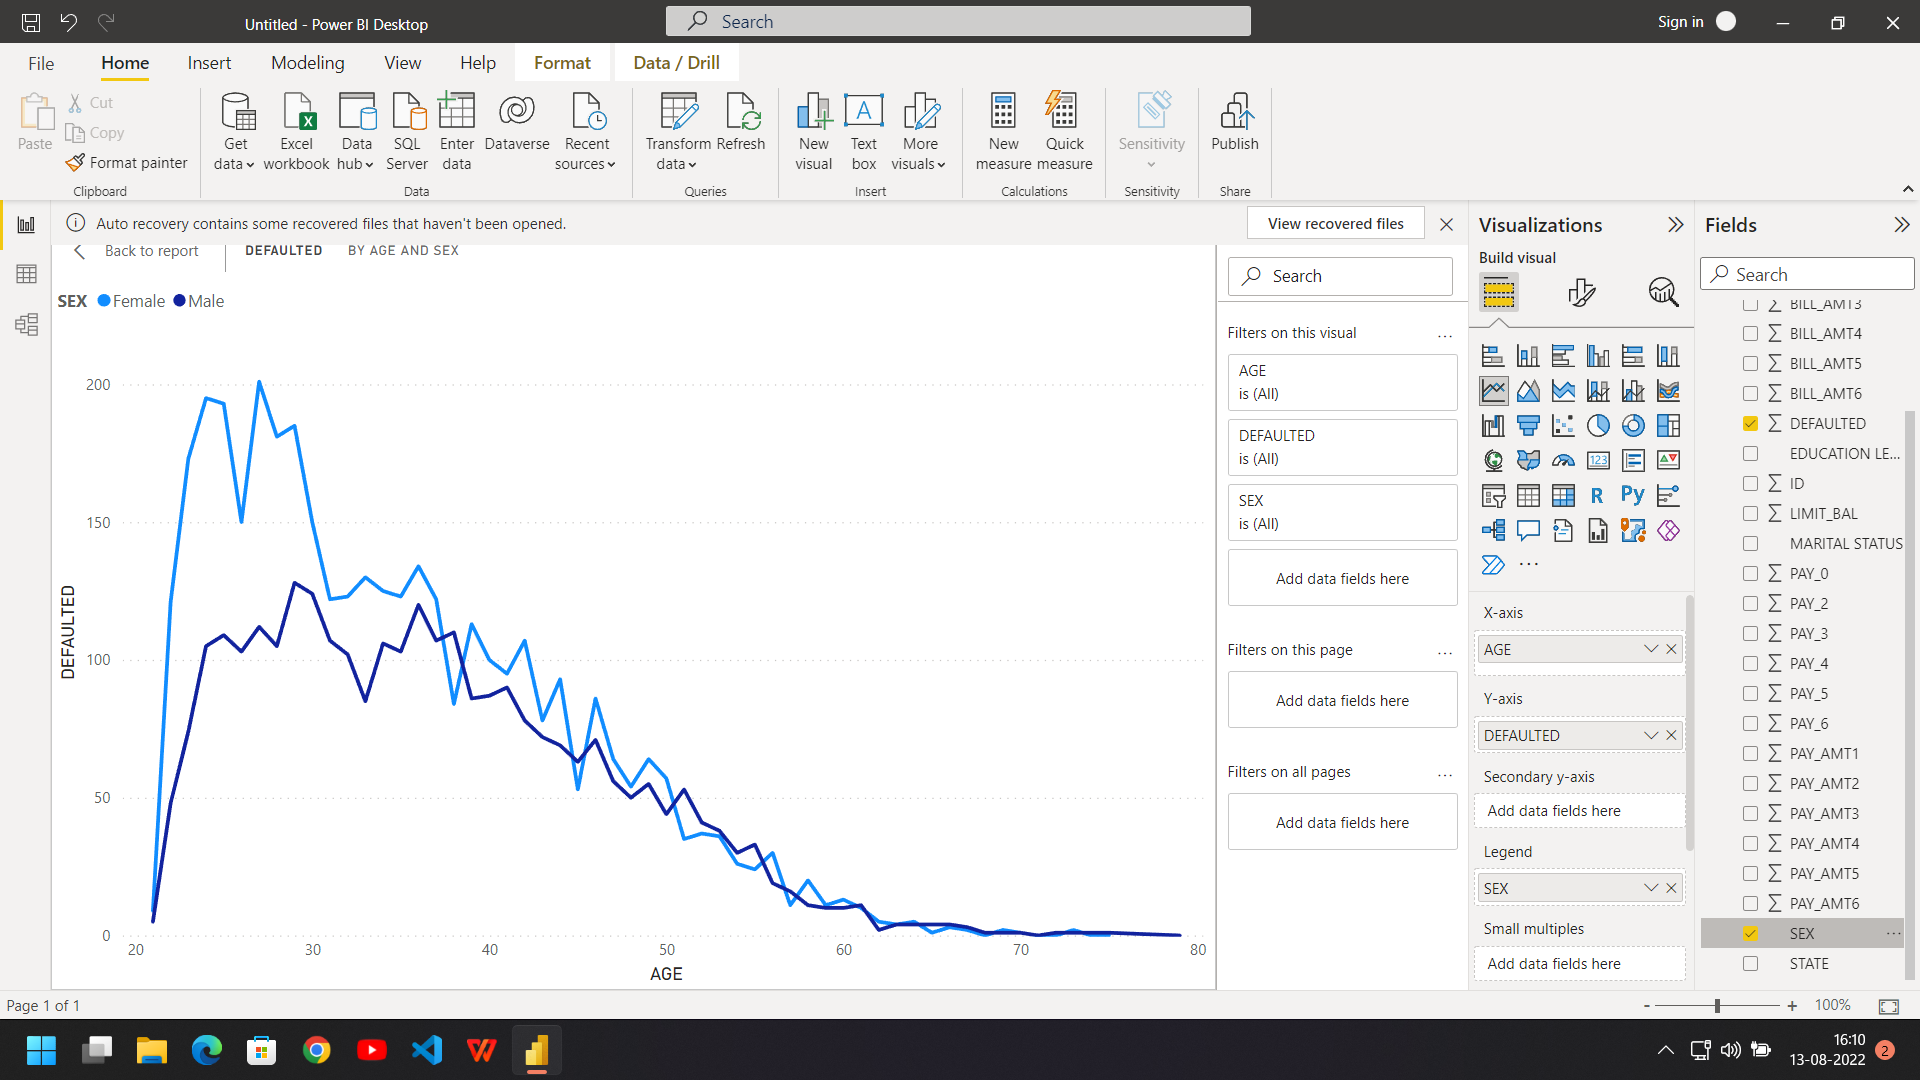 Untitled - Power BI Desktop
Search
Sign in
File
Home
Insert
Modeling
View
Help
Format
Data / Drill
Paste
Cut
Copy
Format painter
Clipboard
Get data
Excel workbook
Data hub
SQL Server
Enter data
Dataverse
Recent sources
Data
Transform data
Refresh
Queries
New visual
Text box
More visuals
Insert
New measure
Quick measure
Calculations
Sensitivity
Sensitivity
Publish
Share
Auto recovery contains some recovered files that haven't been opened.
View recovered files
Back to report
DEFAULTED
BY AGE AND SEX
SEX
Female
Male
DEFAULTED
200
150
100
50
0
20
30
40
50
60
70
80
AGE
Search
Filters on this visual
...
AGE
is (All)
DEFAULTED
is (All)
SEX
is (All)
Add data fields here
Filters on this page
...
Add data fields here
Filters on all pages
...
Add data fields here
Visualizations
Build visual
123
R
Py
...
X-axis
AGE
Y-axis
DEFAULTED
Secondary y-axis
Add data fields here
Legend
SEX
Small multiples
Add data fields here
Fields
Search
BILL_AMT3
BILL_AMT4
BILL_AMT5
BILL_AMT6
DEFAULTED
EDUCATION LE...
ID
LIMIT_BAL
MARITAL STATUS
PAY_0
PAY_2
PAY_3
PAY_4
PAY_5
PAY_6
PAY_AMT1
PAY_AMT2
PAY_AMT3
PAY_AMT4
PAY_AMT5
PAY_AMT6
SEX
...
STATE
Page 1 of 1
-
+
100%
16:10
13-08-2022
2